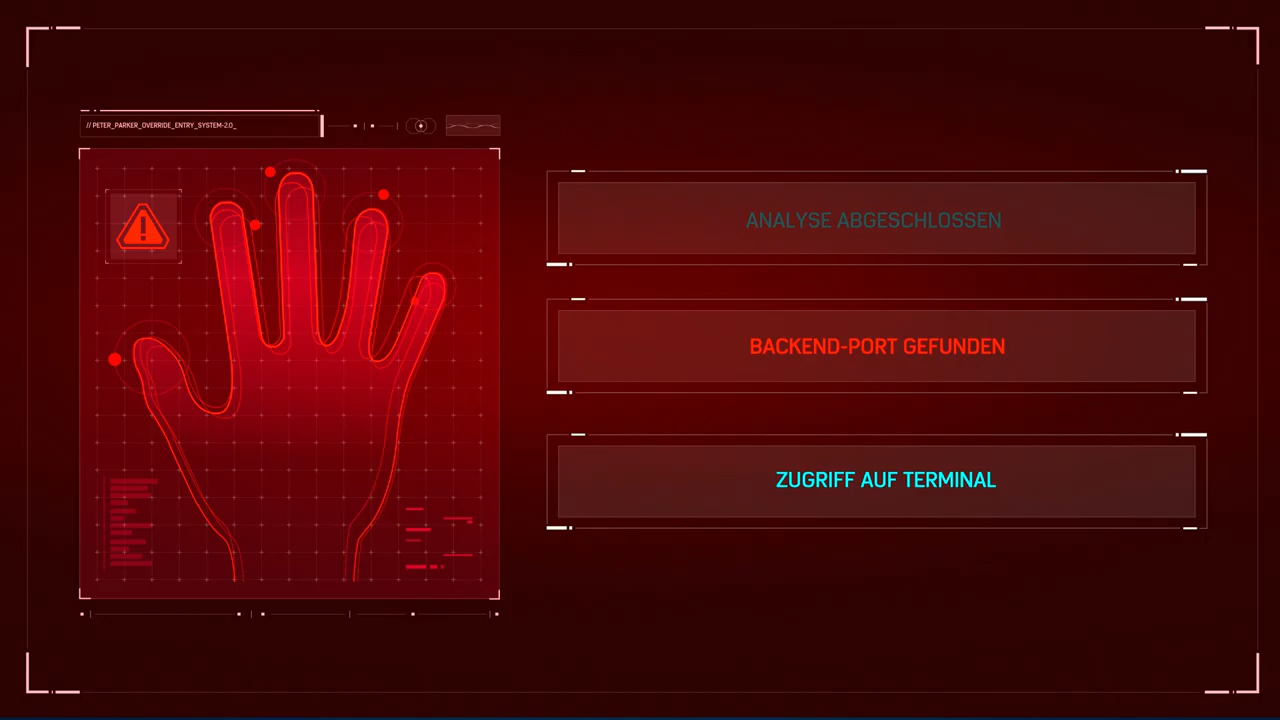 // PETER_PARKER_OVERRIDE_ENTRY_SYSTEM-2.0_
ANALYSE ABGESCHLOSSEN
BACKEND-PORT GEFUNDEN
ZUGRIFF AUF TERMINAL